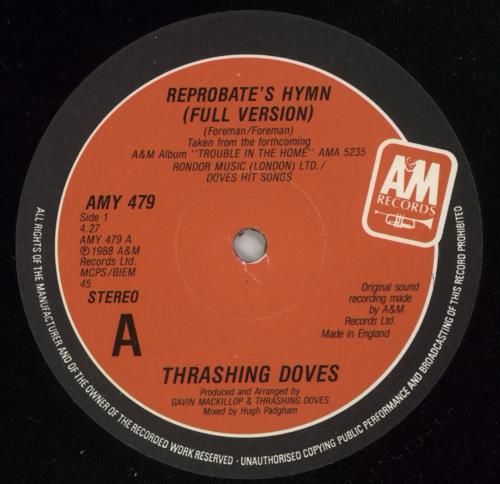 REPROBATE'S HYMN
(FULL VERSION)
(Foreman/Foreman)
Taken from the forthcoming
A&M Album "TROUBLE IN THE HOME" AMA 5235
RONDOR MUSIC (LONDON) LTD./
DOVES HIT SONGS
A&M
RECORDS
AMY 479
Side 1
4.27
AMY 479 A
℗ 1988 A&M
Records Ltd.
MCPS/BIEM
45
STEREO
A
Original sound
recording made
by A&M
Records Ltd.
Made in England
THRASHING DOVES
Produced and Arranged by
GAVIN MACKILLOP & THRASHING DOVES
Mixed by Hugh Padgham
ALL RIGHTS OF THE MANUFACTURER AND OF THE OWNER OF THE RECORDED WORK RESERVED - UNAUTHORISED COPYING PUBLIC PERFORMANCE AND BROADCASTING OF THIS RECORD PROHIBITED